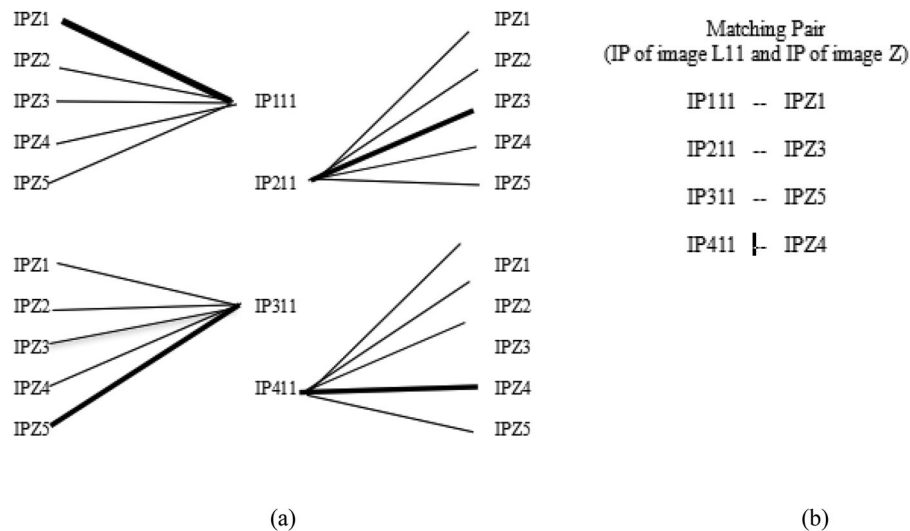 IPZ1
IPZ2
IPZ3
IPZ4
IPZ5
IP111
IP211
IPZ1
IPZ2
IPZ3
IPZ4
IPZ5
IPZ1
IPZ2
IPZ3
IPZ4
IPZ5
IP311
IP411
IPZ1
IPZ2
IPZ3
IPZ4
IPZ5
(a)
Matching Pair
(IP of image L11 and IP of image Z)
IP111 -- IPZ1
IP211 -- IPZ3
IP311 -- IPZ5
IP411 -- IPZ4
(b)